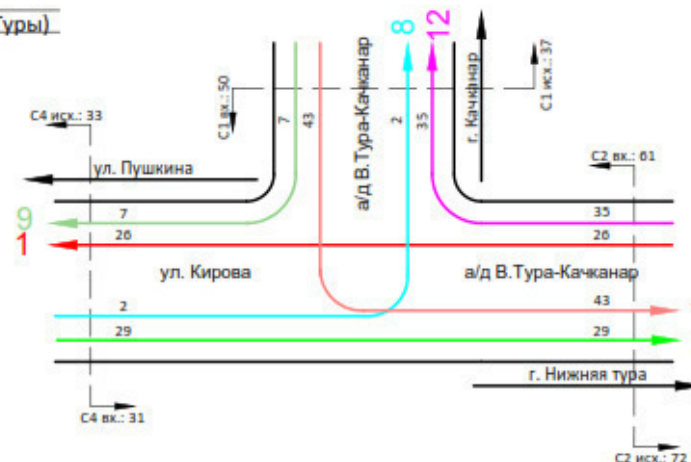 Туры)
8
12
а/д В.Тура-Качканар
г. Качканар
С1 вх.: 50
С1 исх.: 37
7
43
2
35
С4 исх.: 33
С2 вх.: 61
ул. Пушкина
9
7
35
1
26
26
ул. Кирова
а/д В.Тура-Качканар
2
43
29
29
г. Нижняя тура
С4 вх.: 31
С2 исх.: 72